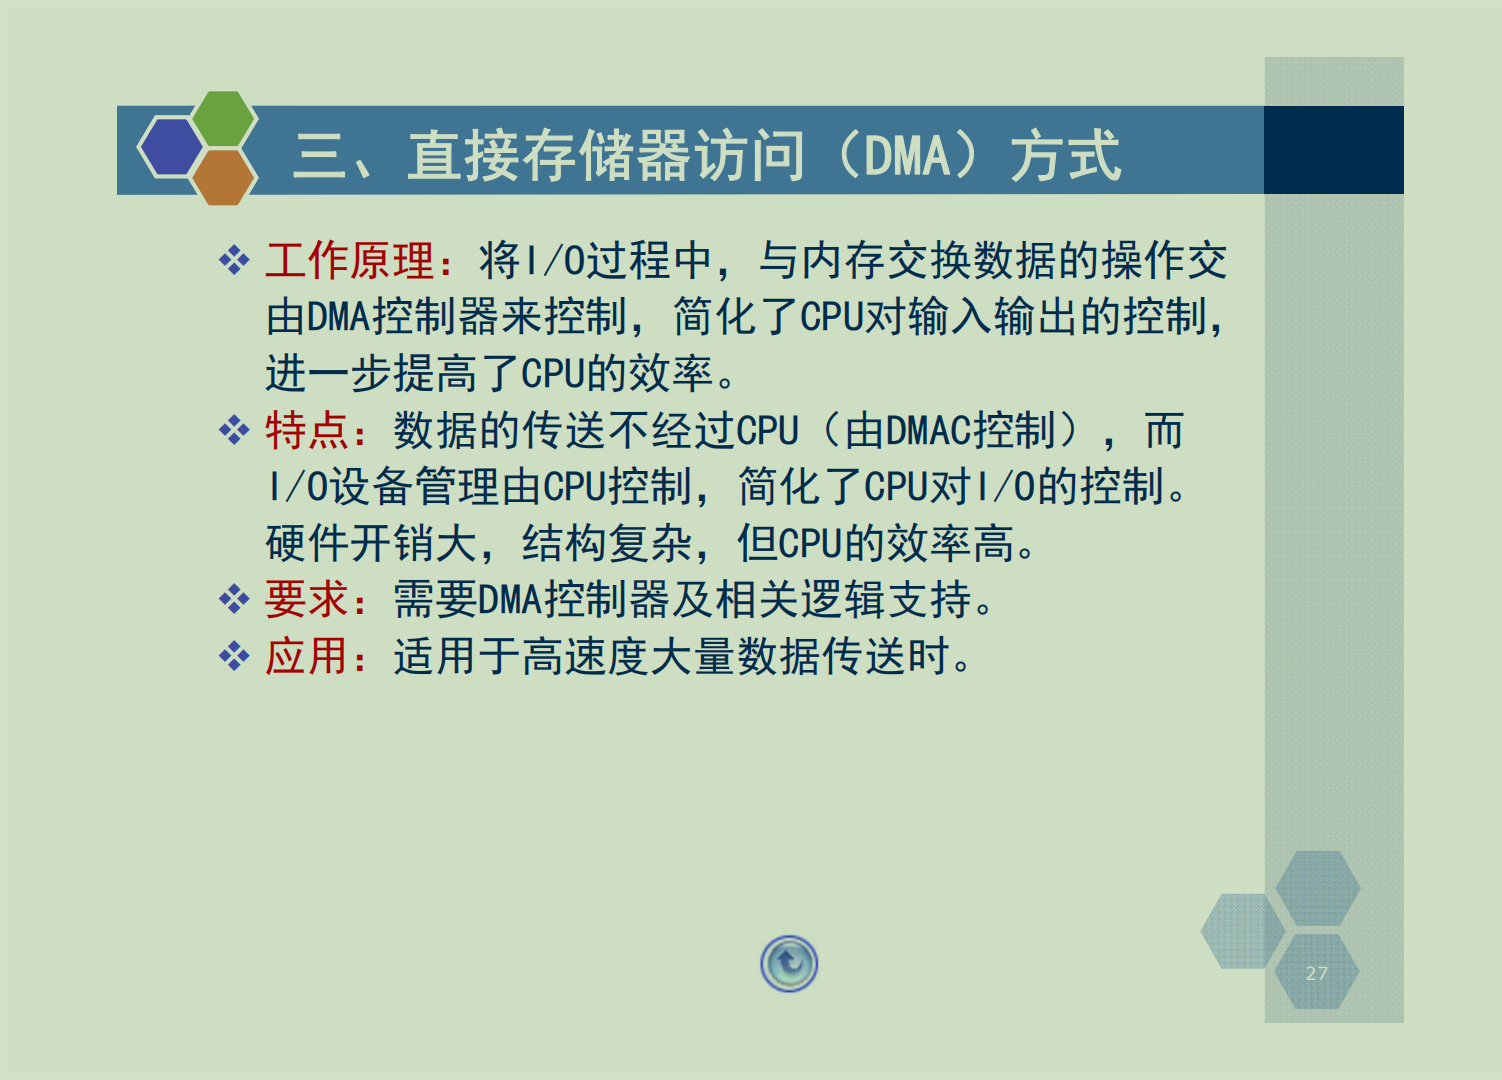 三、直接存储器访问（DMA）方式
工作原理：将I/O过程中，与内存交换数据的操作交
由DMA控制器来控制，简化了CPU对输入输出的控制，
进一步提高了CPU的效率。
特点：数据的传送不经过CPU（由DMAC控制），而
I/O设备管理由CPU控制，简化了CPU对I/O的控制。
硬件开销大，结构复杂，但CPU的效率高。
要求：需要DMA控制器及相关逻辑支持。
应用：适用于高速度大量数据传送时。
27